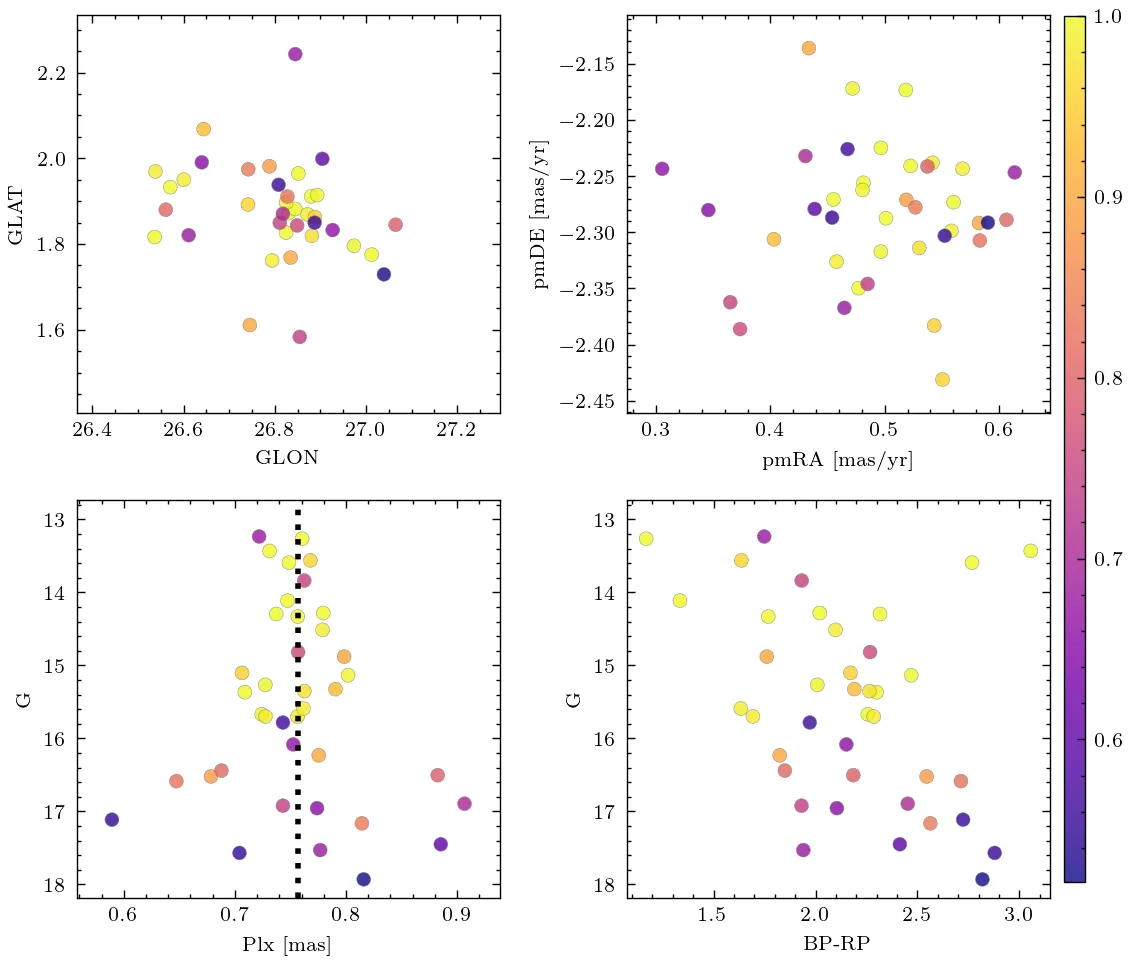 2.2
2.0
1.8
1.6
GLAT
26.4 26.6 26.8 27.0 27.2
GLON
−2.15
−2.20
−2.25
−2.30
−2.35
−2.40
−2.45
pmDE [mas/yr]
0.3 0.4 0.5 0.6
pmRA [mas/yr]
1.0
0.9
0.8
0.7
0.6
13
14
15
16
17
18
G
0.6 0.7 0.8 0.9
Plx [mas]
13
14
15
16
17
18
G
1.5 2.0 2.5 3.0
BP-RP